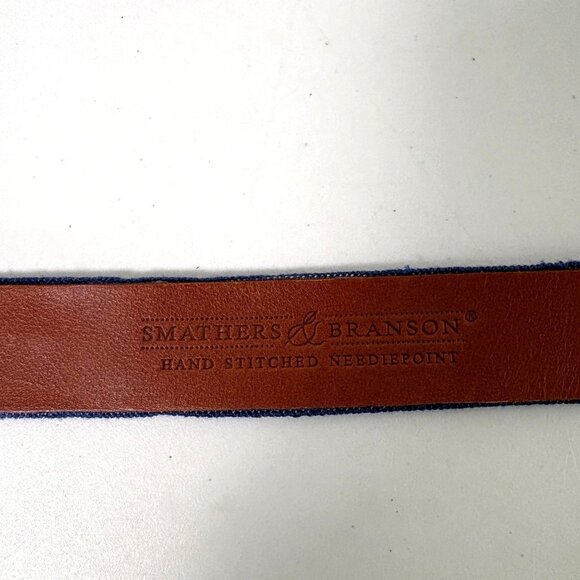 SMATHERS & BRANSON®
HAND STITCHED NEEDLEPOINT